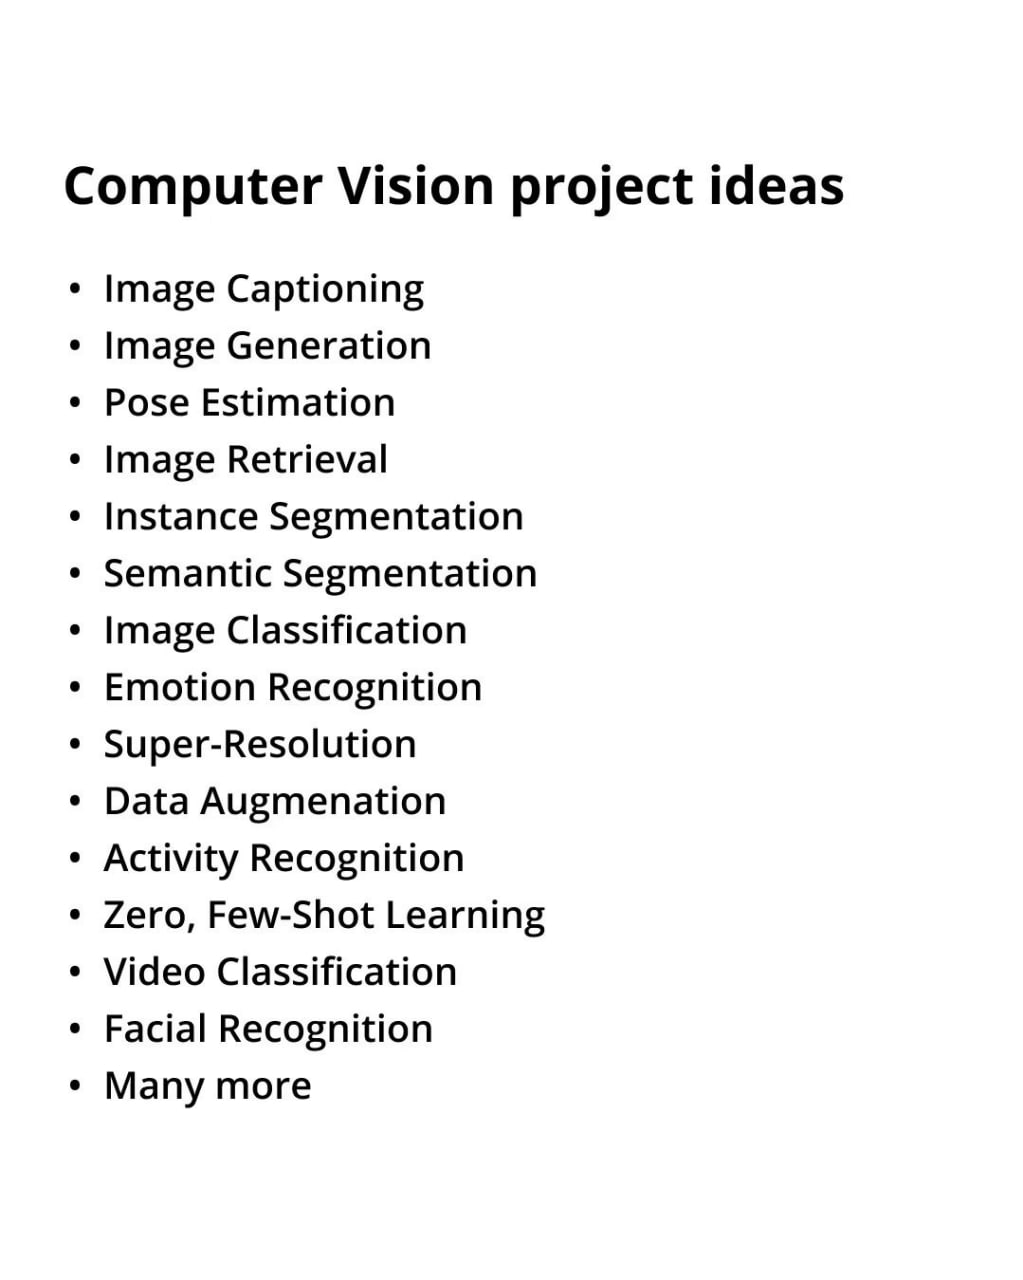 Computer Vision project ideas
• Image Captioning
• Image Generation
• Pose Estimation
• Image Retrieval
• Instance Segmentation
• Semantic Segmentation
• Image Classification
• Emotion Recognition
• Super-Resolution
• Data Augmenation
• Activity Recognition
• Zero, Few-Shot Learning
• Video Classification
• Facial Recognition
• Many more